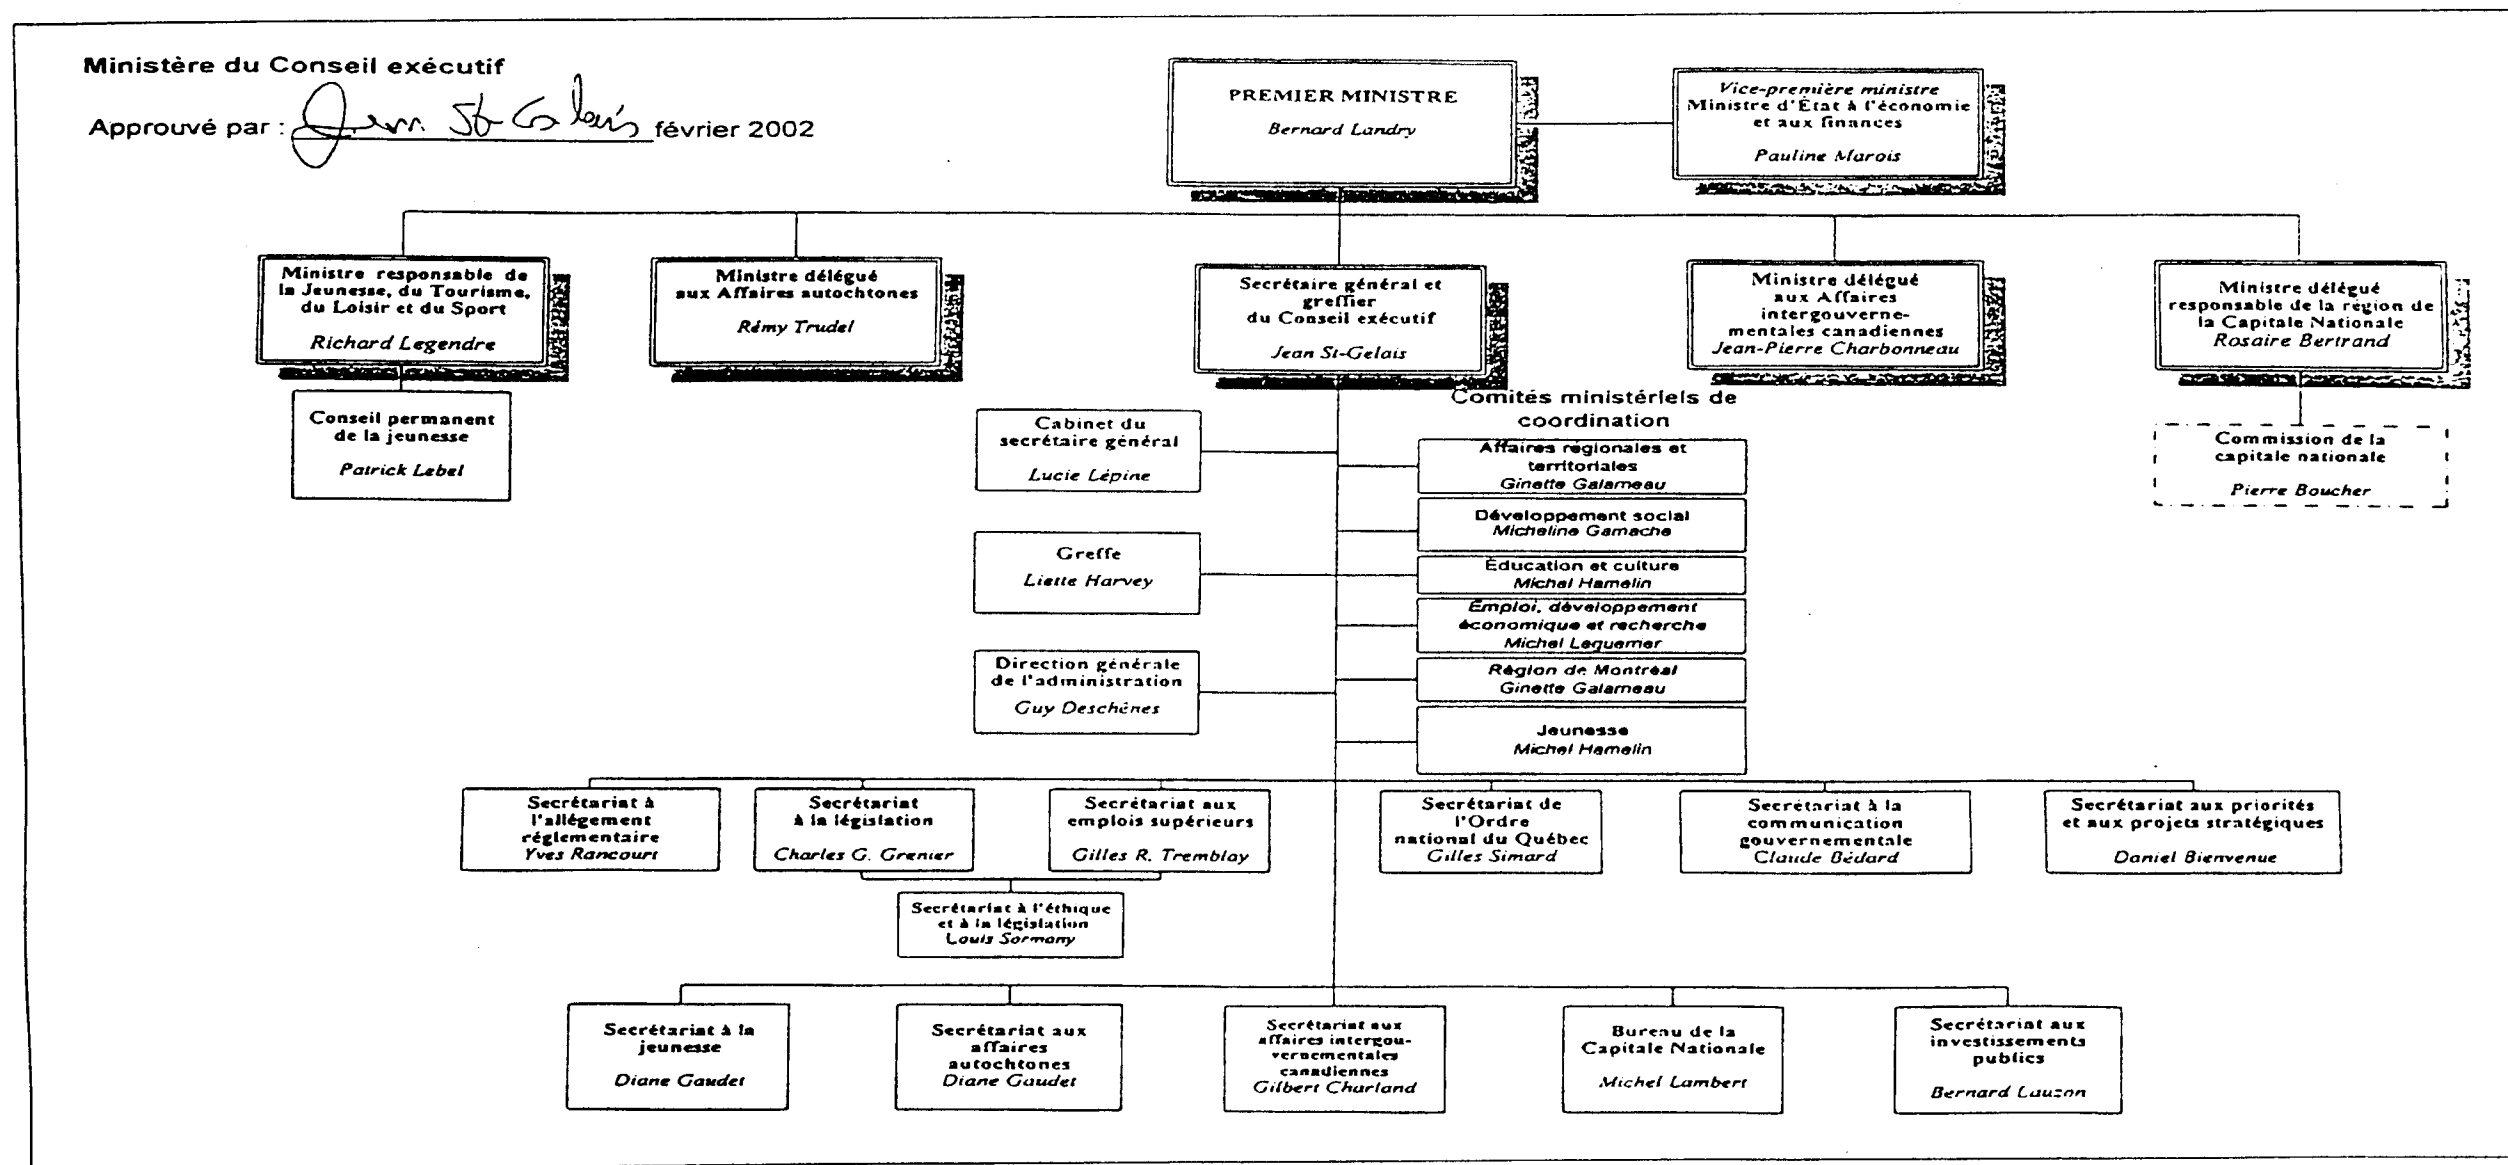 Ministère du Conseil exécutif
Approuvé par : Jean St-Gelais février 2002
PREMIER MINISTRE
Bernard Landry
Vice-première ministre
Ministre d'État à l'économie
et aux finances
Pauline Marois
Ministre responsable de
la Jeunesse, du Tourisme,
du Loisir et du Sport
Richard Legendre
Ministre délégué
aux Affaires autochtones
Rémy Trudel
Secrétaire général et
greffier
du Conseil exécutif
Jean St-Gelais
Ministre délégué
aux Affaires
intergouverne-
mentales canadiennes
Jean-Pierre Charbonneau
Ministre délégué
responsable de la région de
la Capitale Nationale
Rosaire Bertrand
Conseil permanent
de la jeunesse
Patrick Lebel
Commission de la
capitale nationale
Pierre Boucher
Cabinet du
secrétaire général
Lucie Lépine
Greffe
Liette Harvey
Direction générale
de l'administration
Guy Deschênes
Comités ministériels de
coordination
Affaires régionales et
territoriales
Ginette Galarneau
Développement social
Micheline Gamache
Éducation et culture
Michel Hamelin
Emploi, développement
économique et recherche
Michel
Région de Montréal
Ginette Galarneau
Jeunesse
Michel Hamelin
Secrétariat à
l'allégement
réglementaire
Yves Rancourt
Secrétariat
à la législation
Charles G. Grenier
Secrétariat aux
emplois supérieurs
Gilles R. Tremblay
Secrétariat de
l'Ordre
national du Québec
Gilles Simard
Secrétariat à la
communication
gouvernementale
Claude Bédard
Secrétariat aux priorités
et aux projets stratégiques
Daniel Bienvenue
Secrétariat à l'éthique
et à la législation
Louis Sormany
Secrétariat à la
jeunesse
Diane Gaudet
Secrétariat aux
affaires
autochtones
Diane Gaudet
Secrétariat aux
affaires intergou-
vernementales
canadiennes
Gilbert Charland
Bureau de la
Capitale Nationale
Michel Lambert
Secrétariat aux
investissements
publics
Bernard Lauzon